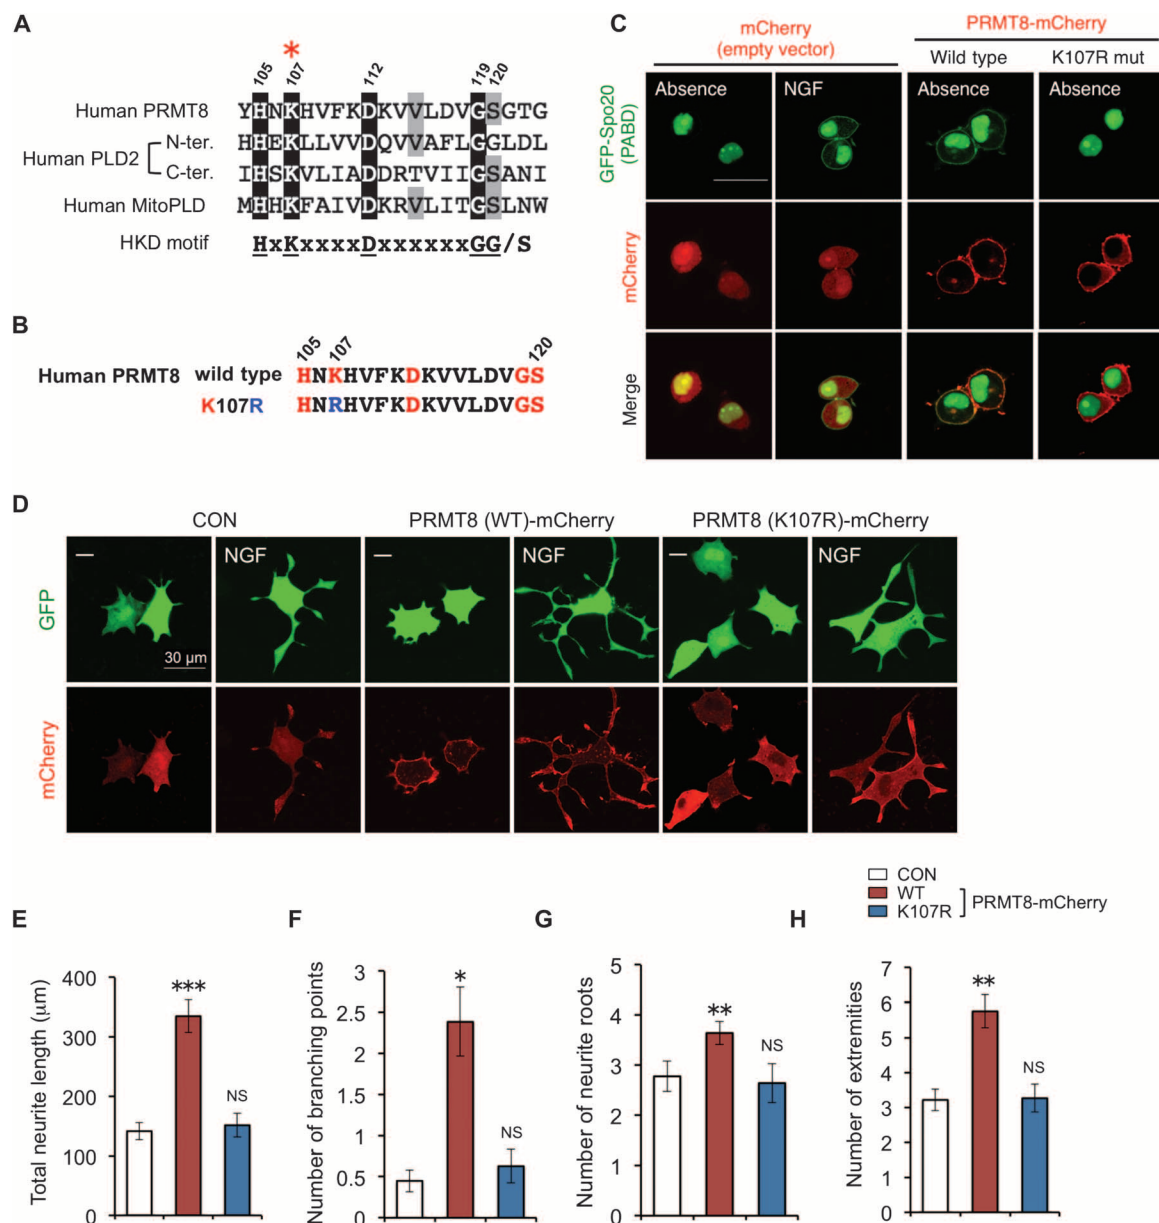 A
*
105 107 112 119 120
Human PRMT8 YHNKHVFKDKVVLDVGSGTG
Human PLD2 N-ter. HHEKLLVVDQVVAFLGGLDL
C-ter. IHSKVLIADDRTVIIGSANI
Human MitoPLD MHHKFAIVDKRVLITGSLNW
HKD motif HxKxxxxDxxxxxxGG/S
B
105 107 120
Human PRMT8 wild type HNKHVFKDKVVLDVGS
K107R HNRHVFKDKVVLDVGS
C
mCherry (empty vector)
PRMT8-mCherry
Wild type K107R mut
Absence NGF Absence Absence
GFP-Spo20 (PABD)
mCherry
Merge
D
CON PRMT8 (WT)-mCherry PRMT8 (K107R)-mCherry
NGF NGF NGF
GFP
30 µm
mCherry
CON
WT
K107R
PRMT8-mCherry
E
Total neurite length (µm)
400
300
200
100
0
***
NS
F
Number of branching points
3
2.5
2
1.5
1
0.5
0
*
NS
G
Number of neurite roots
5
4
3
2
1
0
**
NS
H
Number of extremities
7
6
5
4
3
2
1
0
**
NS